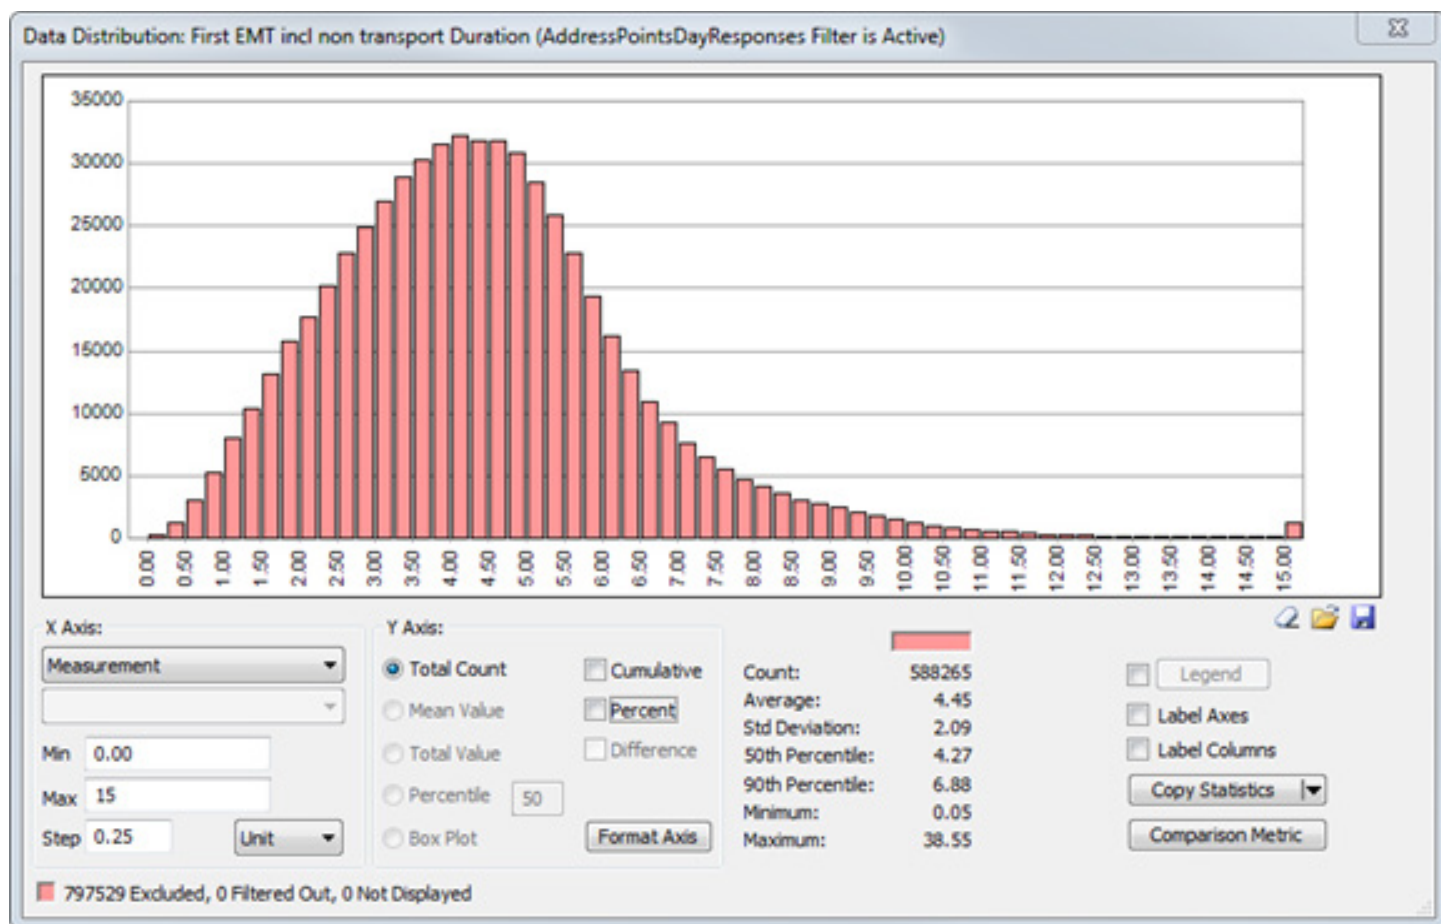 Data Distribution: First EMT incl non transport Duration (AddressPointsDayResponses Filter is Active)
35000
30000
25000
20000
15000
10000
5000
0
0.00 0.50 1.00 1.50 2.00 2.50 3.00 3.50 4.00 4.50 5.00 5.50 6.00 6.50 7.00 7.50 8.00 8.50 9.00 9.50 10.00 10.50 11.00 11.50 12.00 12.50 13.00 13.50 14.00 14.50 15.00
X Axis:
Measurement
Min 0.00
Max 15
Step 0.25 Unit
Y Axis:
Total Count Cumulative
Mean Value Percent
Total Value Difference
Percentile 50
Box Plot Format Axis
Count: 588265
Average: 4.45
Std Deviation: 2.09
50th Percentile: 4.27
90th Percentile: 6.88
Minimum: 0.05
Maximum: 38.55
Legend
Label Axes
Label Columns
Copy Statistics
Comparison Metric
797529 Excluded, 0 Filtered Out, 0 Not Displayed